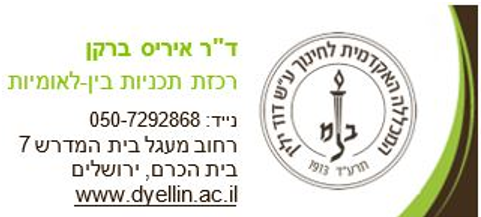 ד"ר איריס ברקן
רכזת תכניות בין-לאומיות
נייד: 050-7292868
רחוב מעגל בית המדרש 7
בית הכרם, ירושלים
www.dyellin.ac.il
המכללה האקדמית לחינוך ע"ש דוד ילין
ב מ
תרע"ד 1913